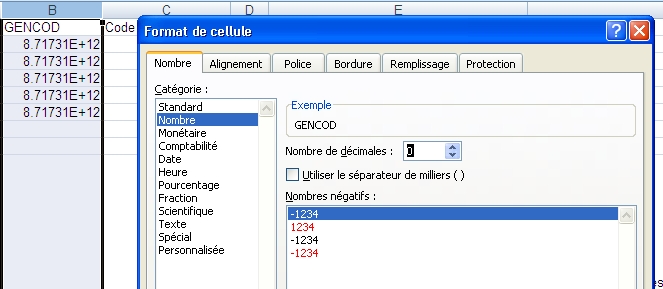 B C D E
GENCOD Code
8.71731E+12
8.71731E+12
8.71731E+12
8.71731E+12
8.71731E+12
Format de cellule
Nombre Alignement Police Bordure Remplissage Protection
Catégorie :
Standard
Nombre
Monétaire
Comptabilité
Date
Heure
Pourcentage
Fraction
Scientifique
Texte
Spécial
Personnalisée
Exemple
GENCOD
Nombre de décimales : 0
Utiliser le séparateur de milliers ( )
Nombres négatifs :
-1234
1234
-1234
-1234